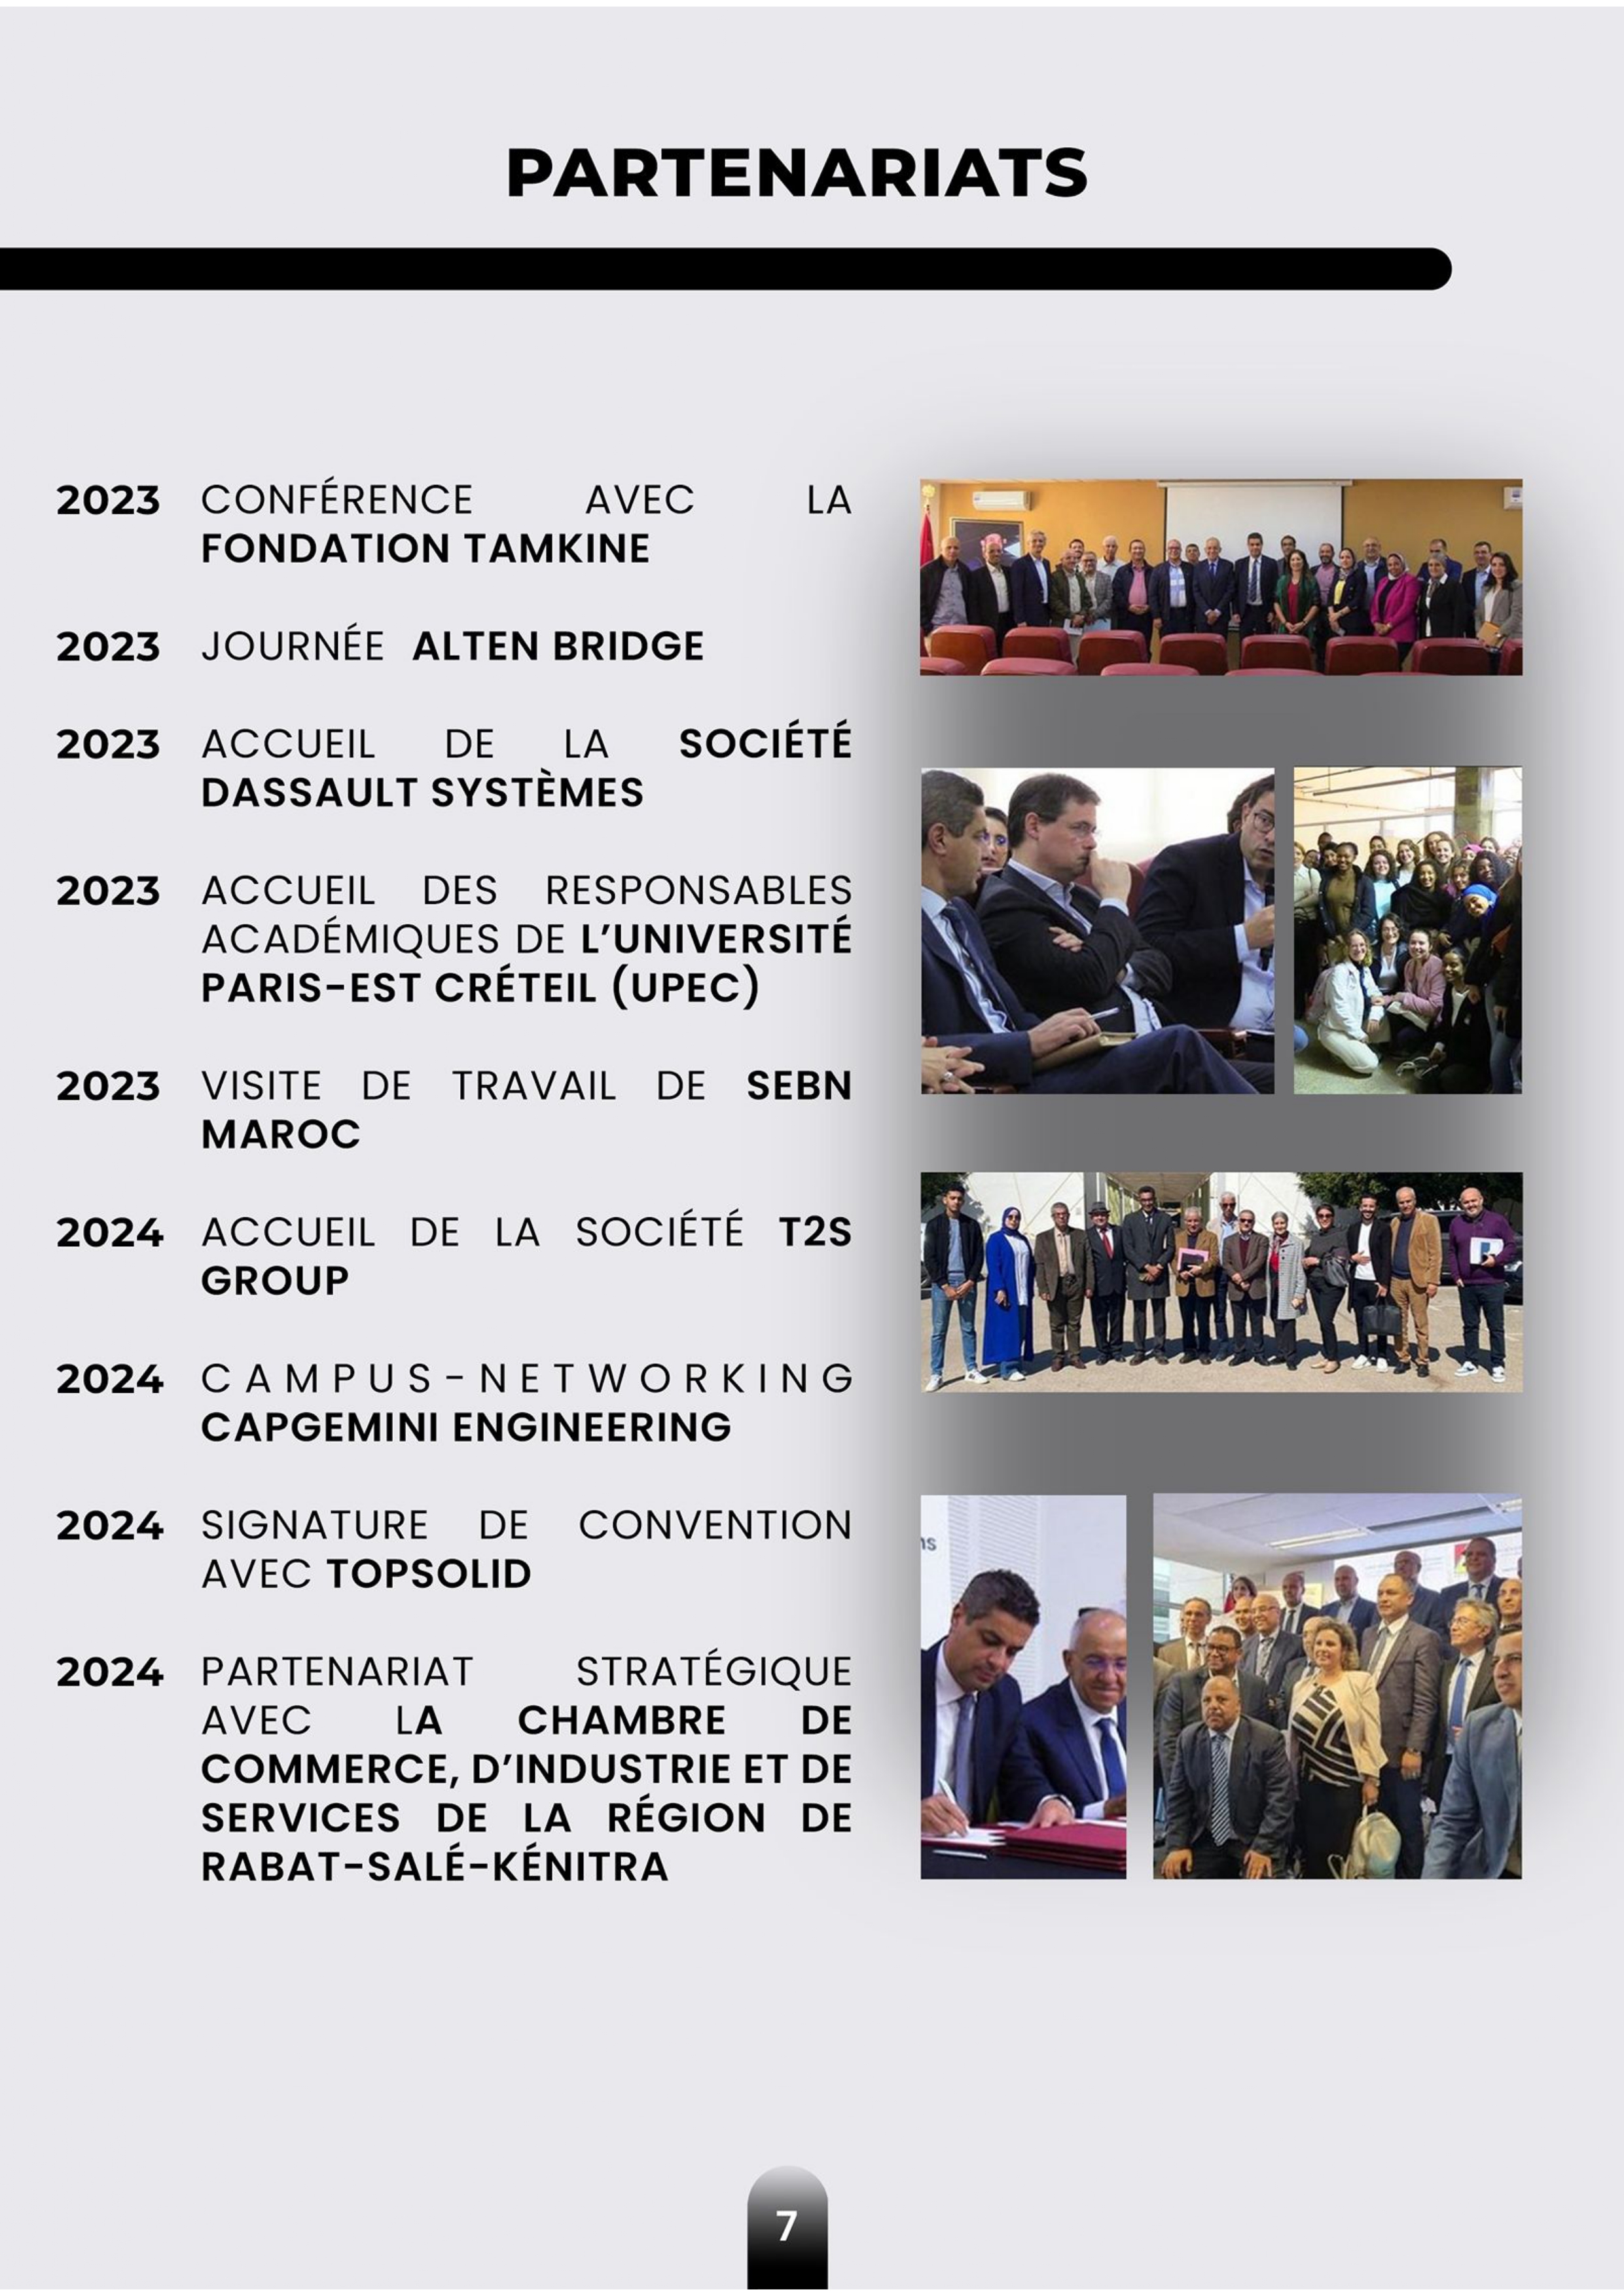 PARTENARIATS
2023 CONFÉRENCE AVEC LA
FONDATION TAMKINE
2023 JOURNÉE ALTEN BRIDGE
2023 ACCUEIL DE LA SOCIÉTÉ
DASSAULT SYSTÈMES
2023 ACCUEIL DES RESPONSABLES
ACADÉMIQUES DE L’UNIVERSITÉ
PARIS-EST CRÉTEIL (UPEC)
2023 VISITE DE TRAVAIL DE SEBN
MAROC
2024 ACCUEIL DE LA SOCIÉTÉ T2S
GROUP
2024 CAMPUS-NETWORKING
CAPGEMINI ENGINEERING
2024 SIGNATURE DE CONVENTION
AVEC TOPSOLID
2024 PARTENARIAT STRATÉGIQUE
AVEC LA CHAMBRE DE
COMMERCE, D’INDUSTRIE ET DE
SERVICES DE LA RÉGION DE
RABAT-SALÉ-KÉNITRA
ns
7